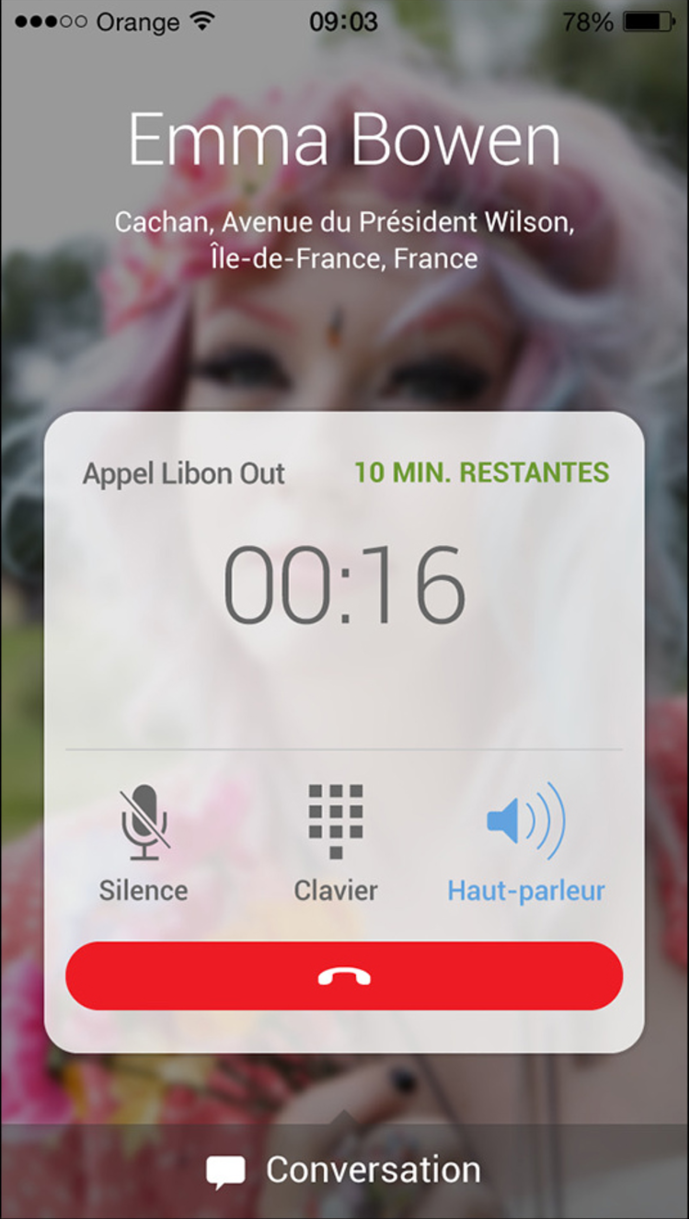 Orange 09:03 78%
Emma Bowen
Cachan, Avenue du Président Wilson,
Île-de-France, France
Appel Libon Out 10 MIN. RESTANTES
00:16
Silence Clavier Haut-parleur
Conversation